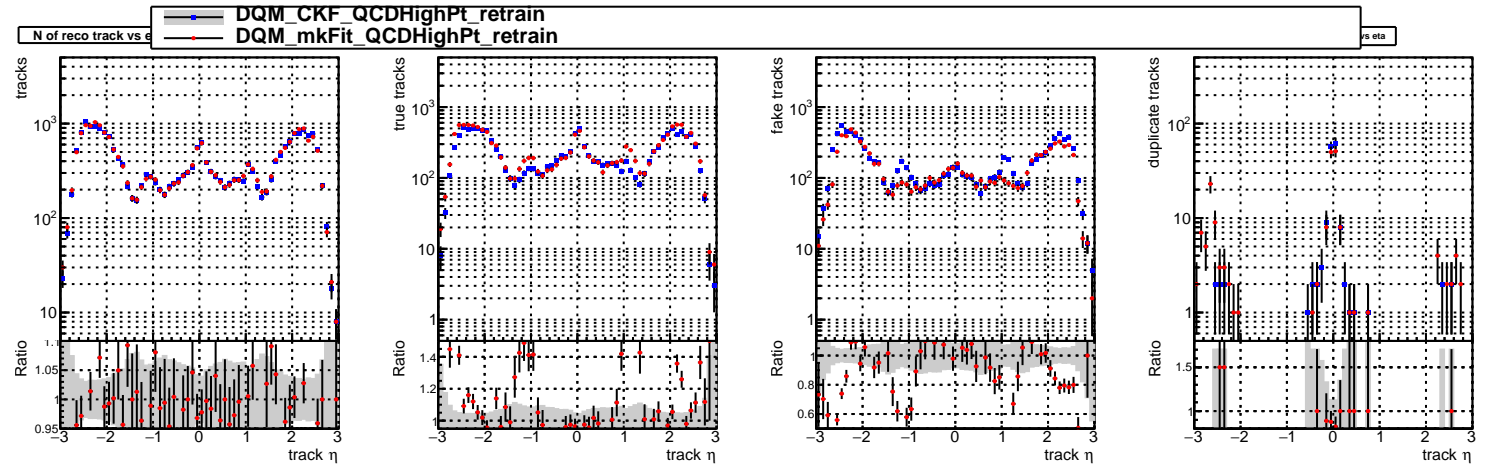 DQM_CKF_QCDHighPt_retrain
DQM_mkFit_QCDHighPt_retrain
N of reco track vs e
vs eta
tracks
10³
10²
10
Ratio
1.1
1.05
1
0.95
−3 −2 −1 0 1 2 3
track η
true tracks
10³
10²
10
1
Ratio
1.4
1.2
1
−3 −2 −1 0 1 2 3
track η
fake tracks
10³
10²
10
1
Ratio
1
0.8
0.6
−3 −2 −1 0 1 2 3
track η
duplicate tracks
10²
10
1
Ratio
1.5
1
−3 −2 −1 0 1 2 3
track η